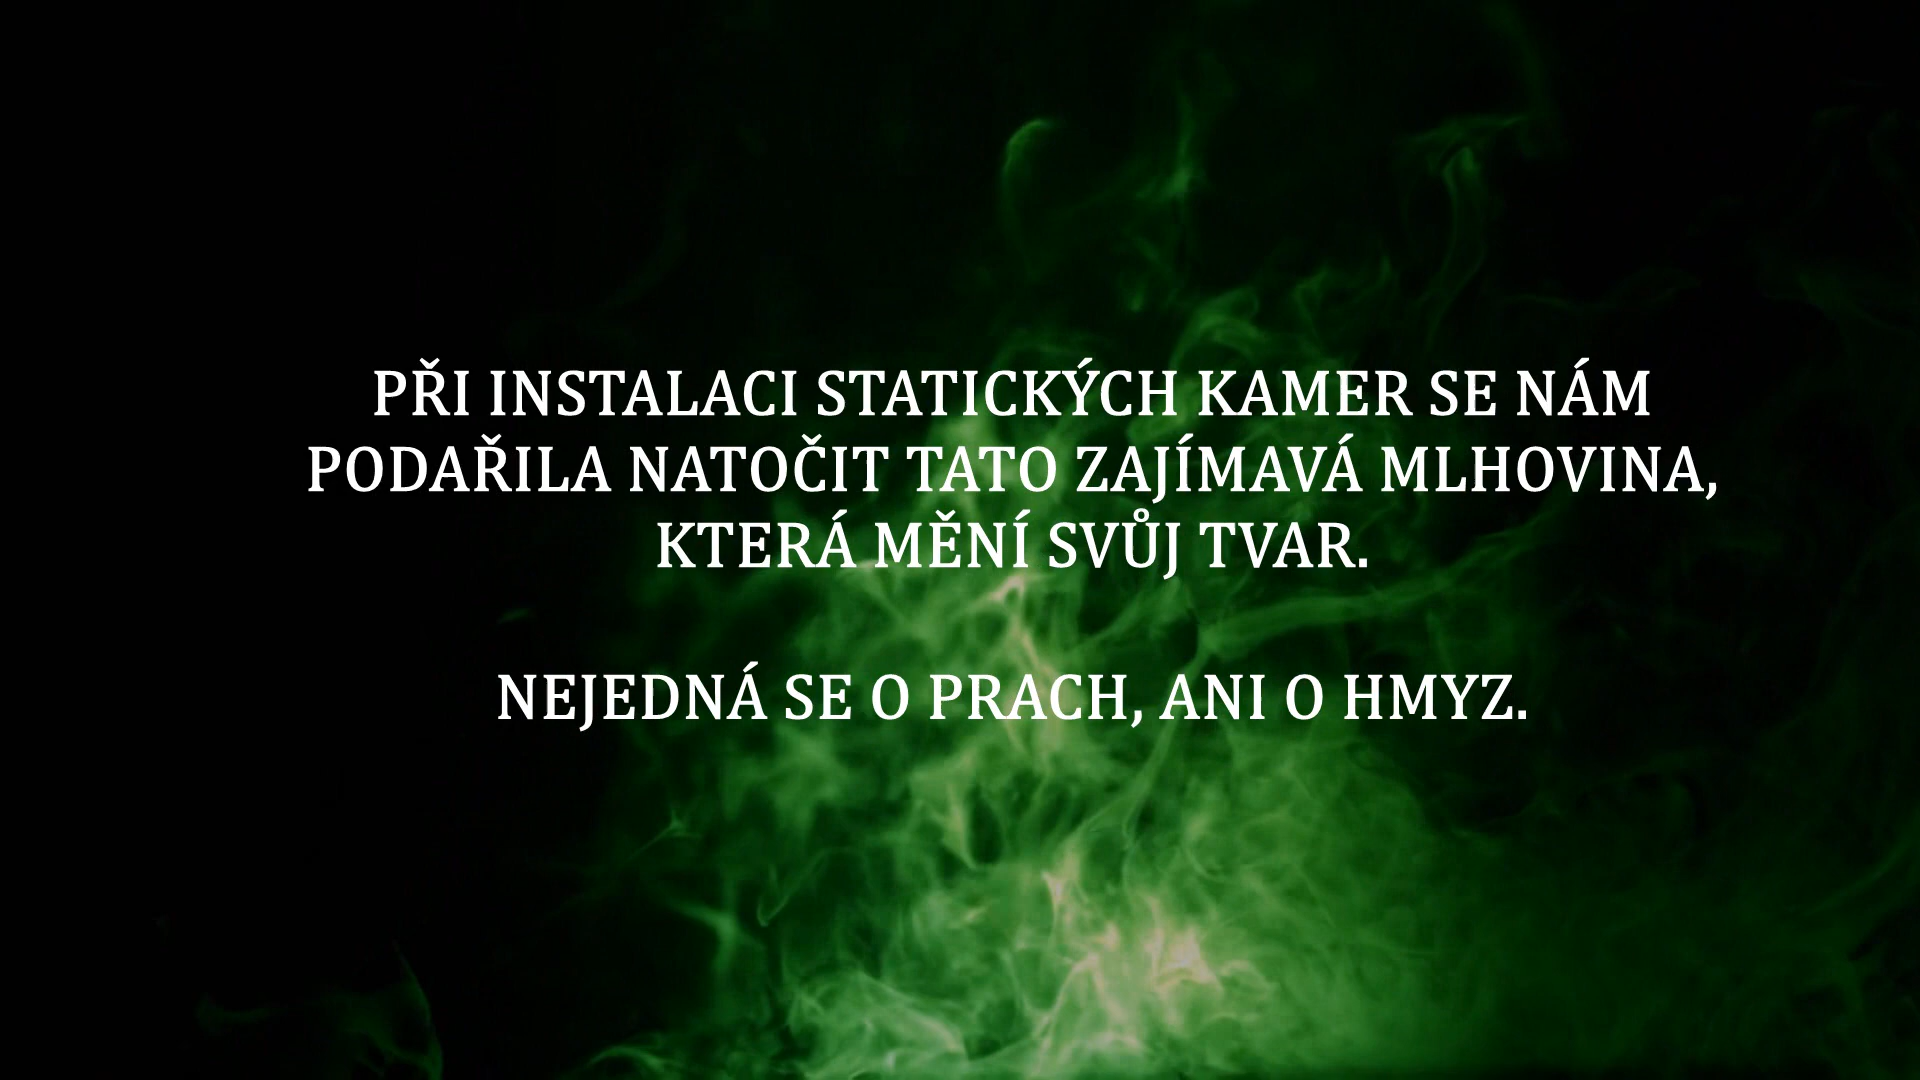 PŘI INSTALACI STATICKÝCH KAMER SE NÁM
PODAŘILA NATOČIT TATO ZAJÍMAVÁ MLHOVINA,
KTERÁ MĚNÍ SVŮJ TVAR.
NEJEDNÁ SE O PRACH, ANI O HMYZ.